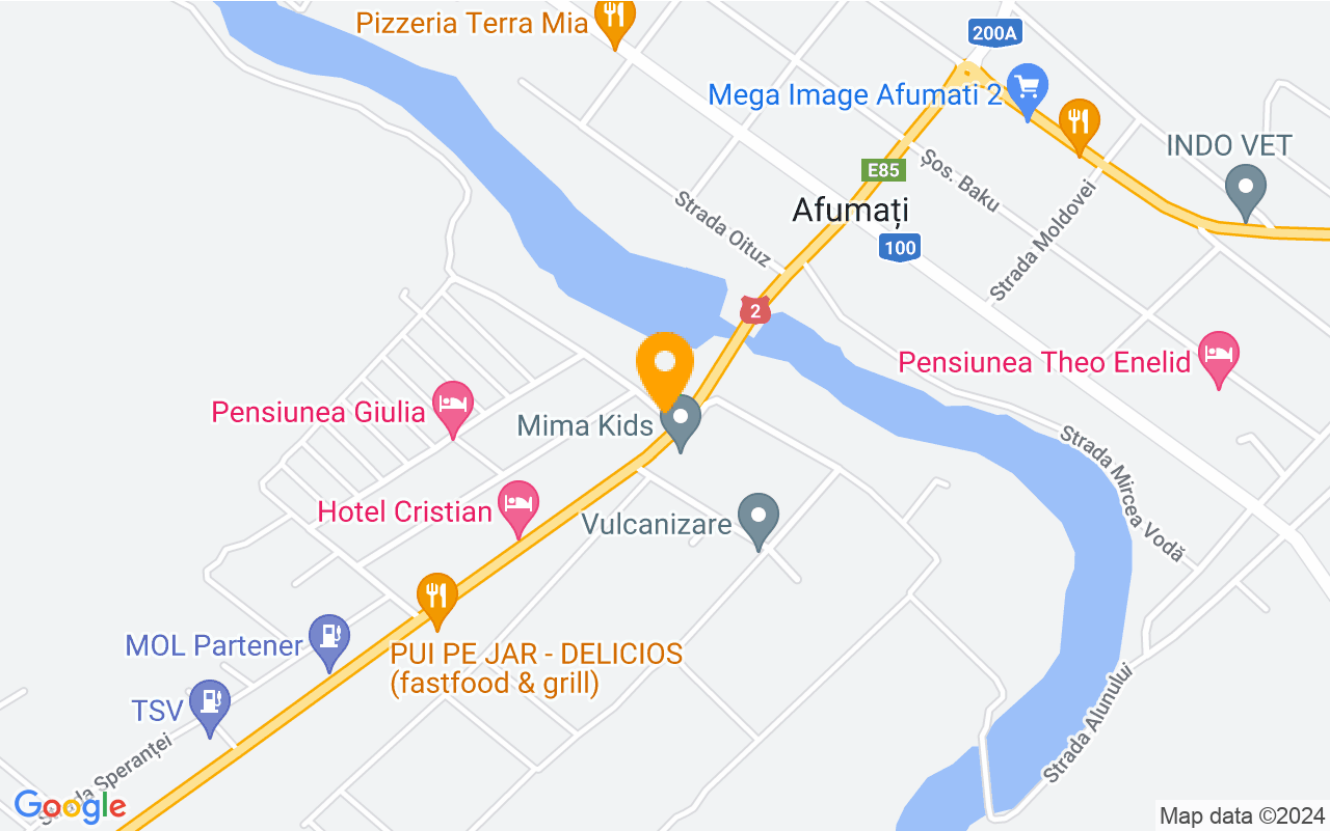 Pizzeria Terra Mia
200A
Mega Image Afumati 2
INDO VET
E85
Șos. Baku
Afumați
Strada Moldovei
Strada Oituz
100
2
Pensiunea Theo Enelid
Pensiunea Giulia
Mima Kids
Strada Mircea Vodă
Hotel Cristian
Vulcanizare
MOL Partener
PUI PE JAR - DELICIOS
(fastfood & grill)
TSV
Strada Speranței
Strada Alunului
Google
Map data ©2024